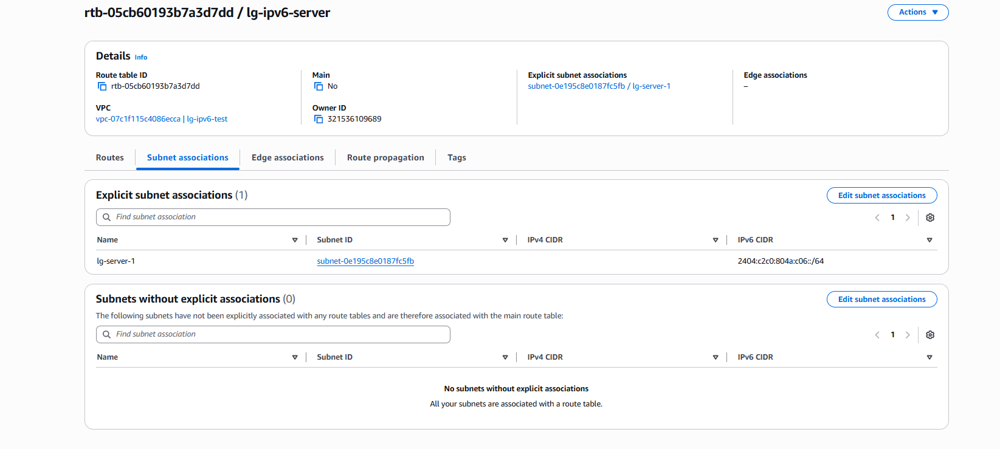 rtb-05cb60193b7a3d7dd / lg-ipv6-server
Actions
Details Info
Route table ID
rtb-05cb60193b7a3d7dd
Main
No
Explicit subnet associations
subnet-0e195c8e0187fc5fb / lg-server-1
Edge associations
–
VPC
vpc-07c1f115c4086ecca | lg-ipv6-test
Owner ID
321536109689
Routes
Subnet associations
Edge associations
Route propagation
Tags
Explicit subnet associations (1)
Edit subnet associations
Find subnet association
1
Name
Subnet ID
IPv4 CIDR
IPv6 CIDR
lg-server-1
subnet-0e195c8e0187fc5fb
2404:c2c0:804a:c06::/64
Subnets without explicit associations (0)
Edit subnet associations
The following subnets have not been explicitly associated with any route tables and are therefore associated with the main route table:
Find subnet association
1
Name
Subnet ID
IPv4 CIDR
IPv6 CIDR
No subnets without explicit associations
All your subnets are associated with a route table.